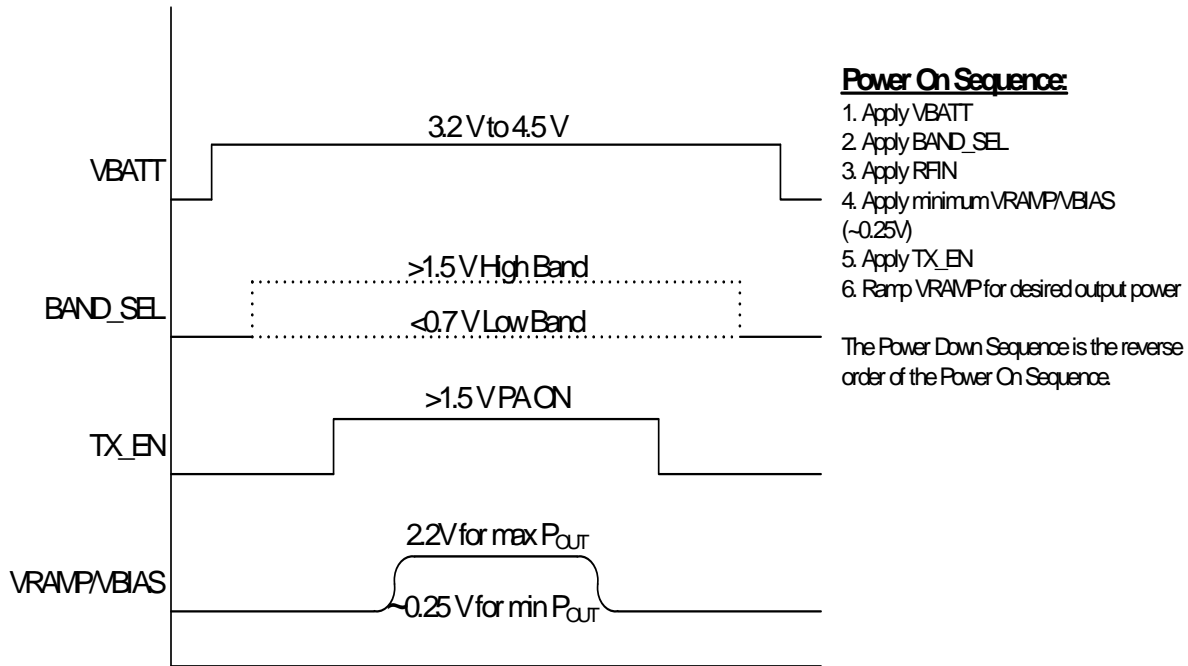 Power On Sequence:
1. Apply VBATT
2. Apply BAND_SEL
3. Apply RFIN
4. Apply minimum VRAMP/VBIAS
(~0.25V)
5. Apply TX_EN
6. Ramp VRAMP for desired output power
The Power Down Sequence is the reverse
order of the Power On Sequence.
VBATT
3.2 V to 4.5 V
BAND_SEL
>1.5 V High Band
<0.7 V Low Band
TX_EN
>1.5 V PA ON
VRAMP/VBIAS
2.2V for max POUT
~0.25 V for min POUT